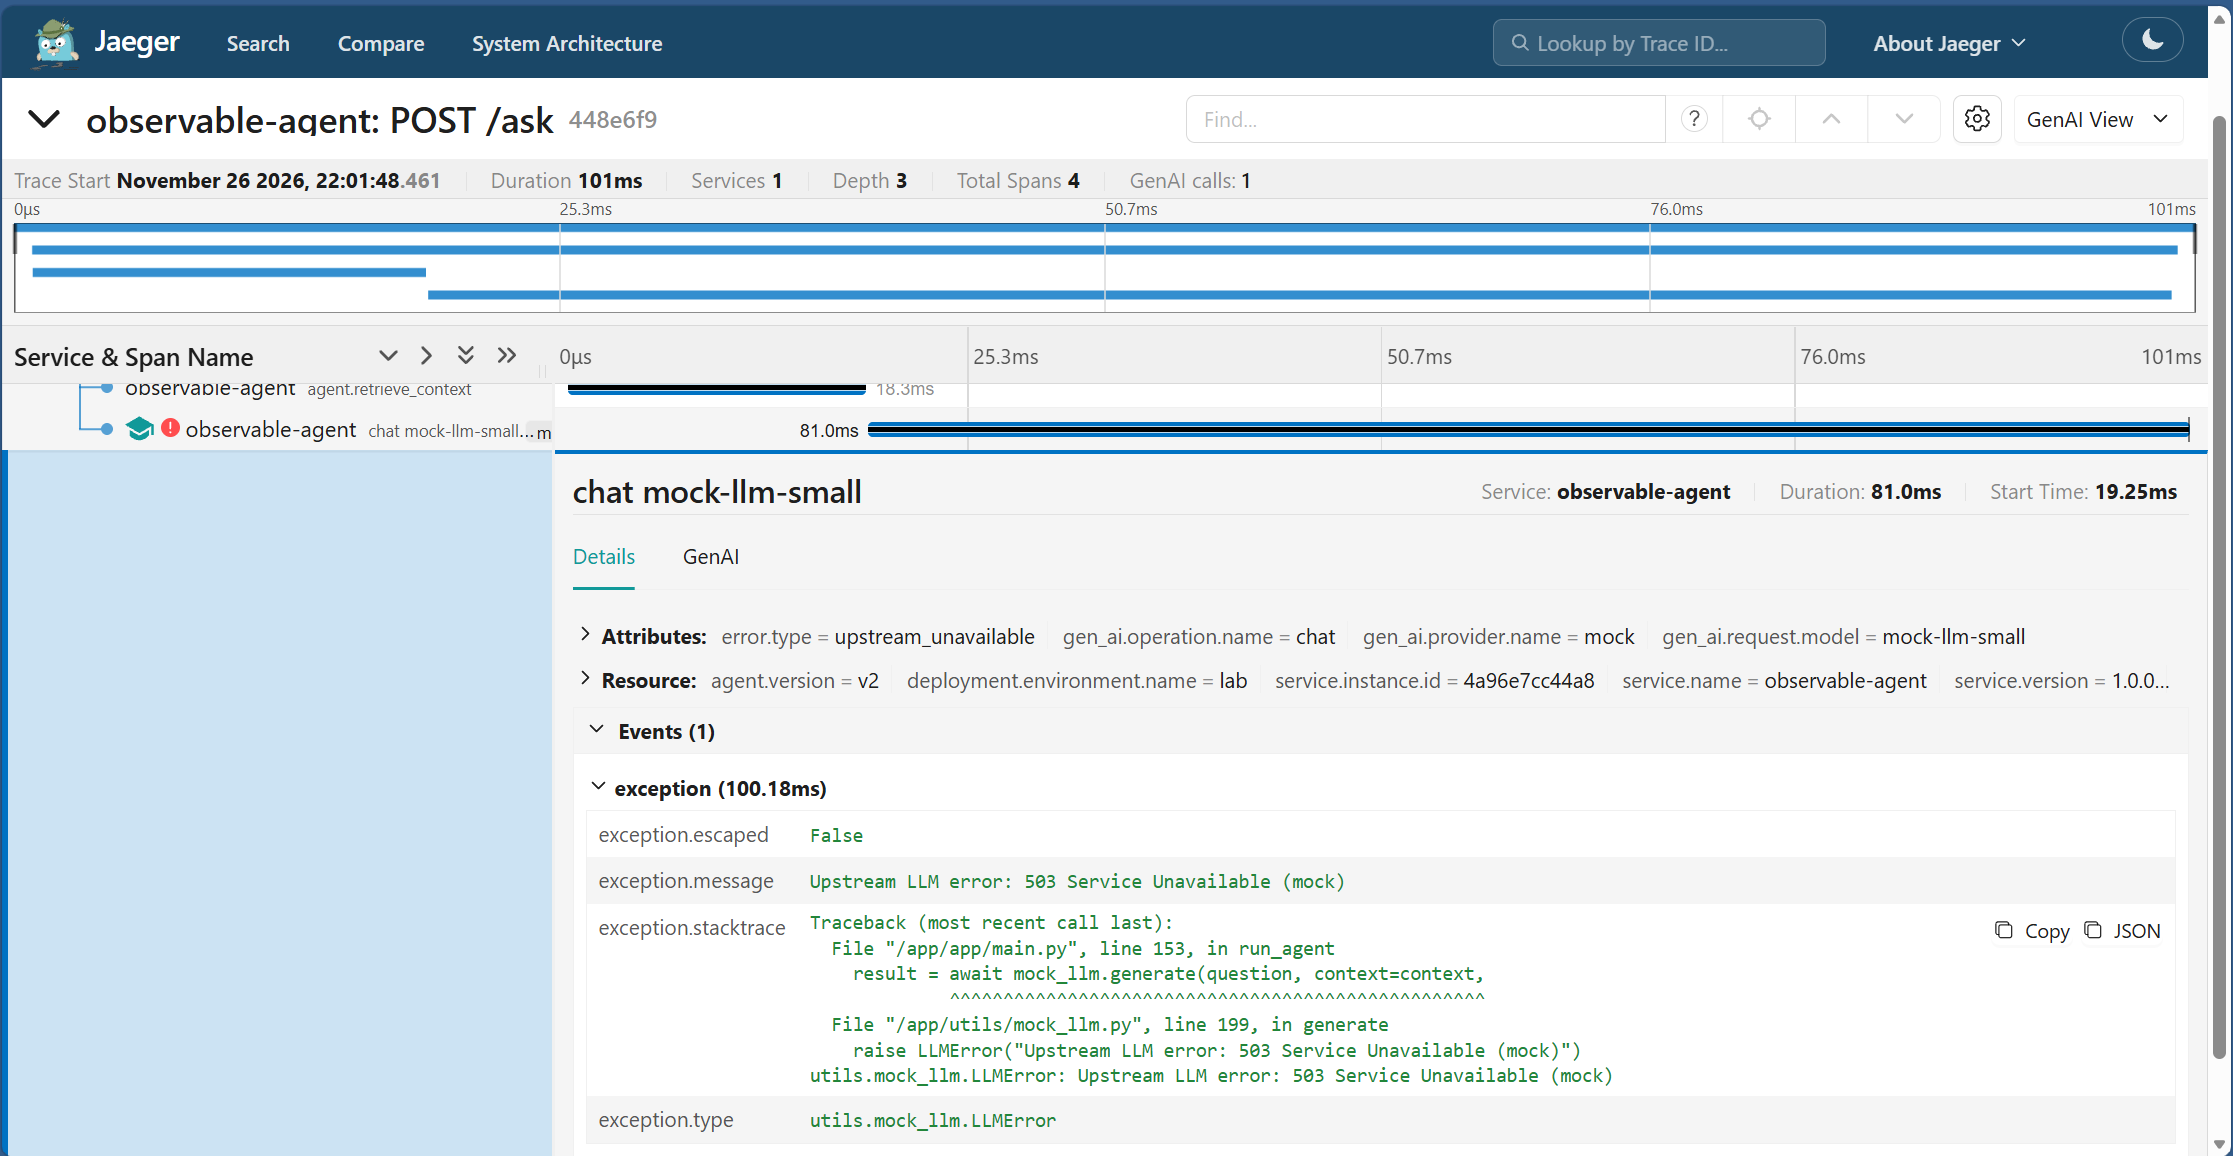 Jaeger Search Compare System Architecture Lookup by Trace ID... About Jaeger
observable-agent: POST /ask 448e6f9 Find... ? GenAI View
Trace Start November 26 2026, 22:01:48.461 Duration 101ms Services 1 Depth 3 Total Spans 4 GenAI calls: 1
0μs 25.3ms 50.7ms 76.0ms 101ms
Service & Span Name 0μs 25.3ms 50.7ms 76.0ms 101ms
observable-agent agent.retrieve_context 18.3ms
observable-agent chat mock-llm-small... m 81.0ms
chat mock-llm-small Service: observable-agent Duration: 81.0ms Start Time: 19.25ms
Details GenAI
Attributes: error.type = upstream_unavailable gen_ai.operation.name = chat gen_ai.provider.name = mock gen_ai.request.model = mock-llm-small
Resource: agent.version = v2 deployment.environment.name = lab service.instance.id = 4a96e7cc44a8 service.name = observable-agent service.version = 1.0.0...
Events (1)
exception (100.18ms)
exception.escaped False
exception.message Upstream LLM error: 503 Service Unavailable (mock)
exception.stacktrace Traceback (most recent call last): Copy JSON
File "/app/app/main.py", line 153, in run_agent
result = await mock_llm.generate(question, context=context,
^^^^^^^^^^^^^^^^^^^^^^^^^^^^^^^^^^^^^^^^^^^^^^^^^^
File "/app/utils/mock_llm.py", line 199, in generate
raise LLMError("Upstream LLM error: 503 Service Unavailable (mock)")
utils.mock_llm.LLMError: Upstream LLM error: 503 Service Unavailable (mock)
exception.type utils.mock_llm.LLMError